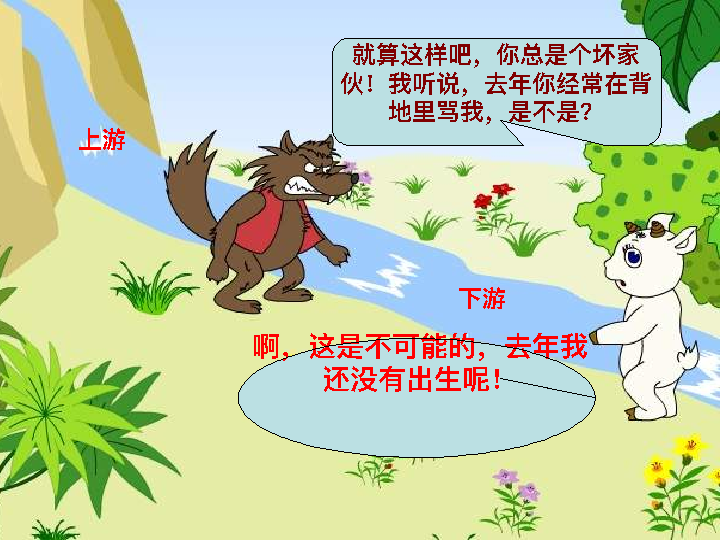 就算这样吧，你总是个坏家
伙！我听说，去年你经常在背
地里骂我，是不是？
上游
下游
啊，这是不可能的，去年我
还没有出生呢！